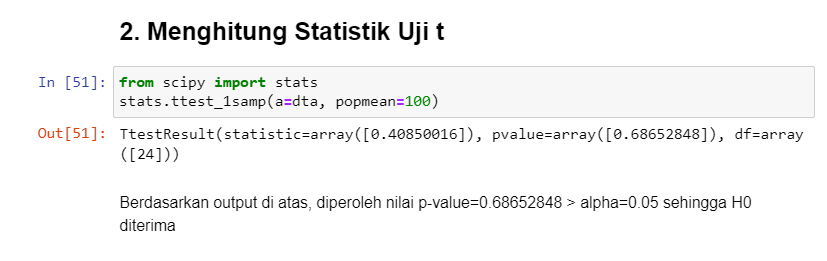 2. Menghitung Statistik Uji t
In [51]: from scipy import stats
stats.ttest_1samp(a=dta, popmean=100)
Out[51]: TtestResult(statistic=array([0.40850016]), pvalue=array([0.68652848]), df=array
([24]))
Berdasarkan output di atas, diperoleh nilai p-value=0.68652848 > alpha=0.05 sehingga H0
diterima